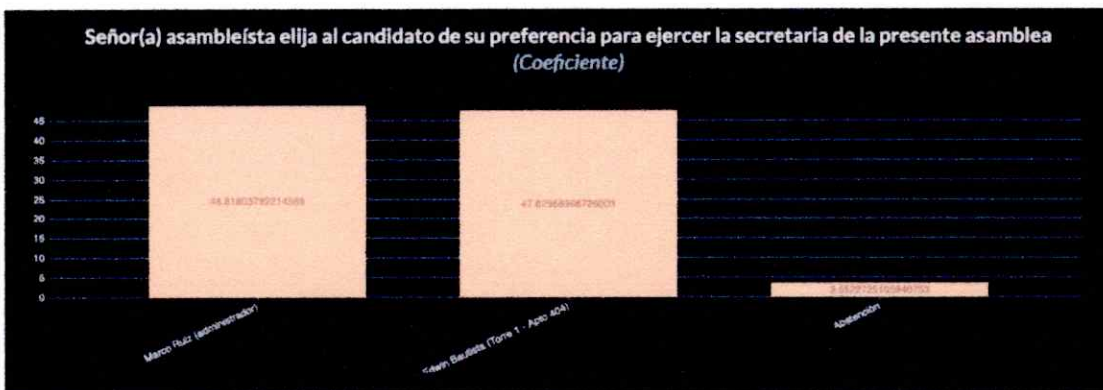 Señor(a) asambleísta elija al candidato de su preferencia para ejercer la secretaria de la presente asamblea
(Coeficiente)
45
40
35
30
25
20
15
10
5
0
Marco Ruiz (administrador)
Edwin Bautista (Torre 1 - Apto 404)
Abstención